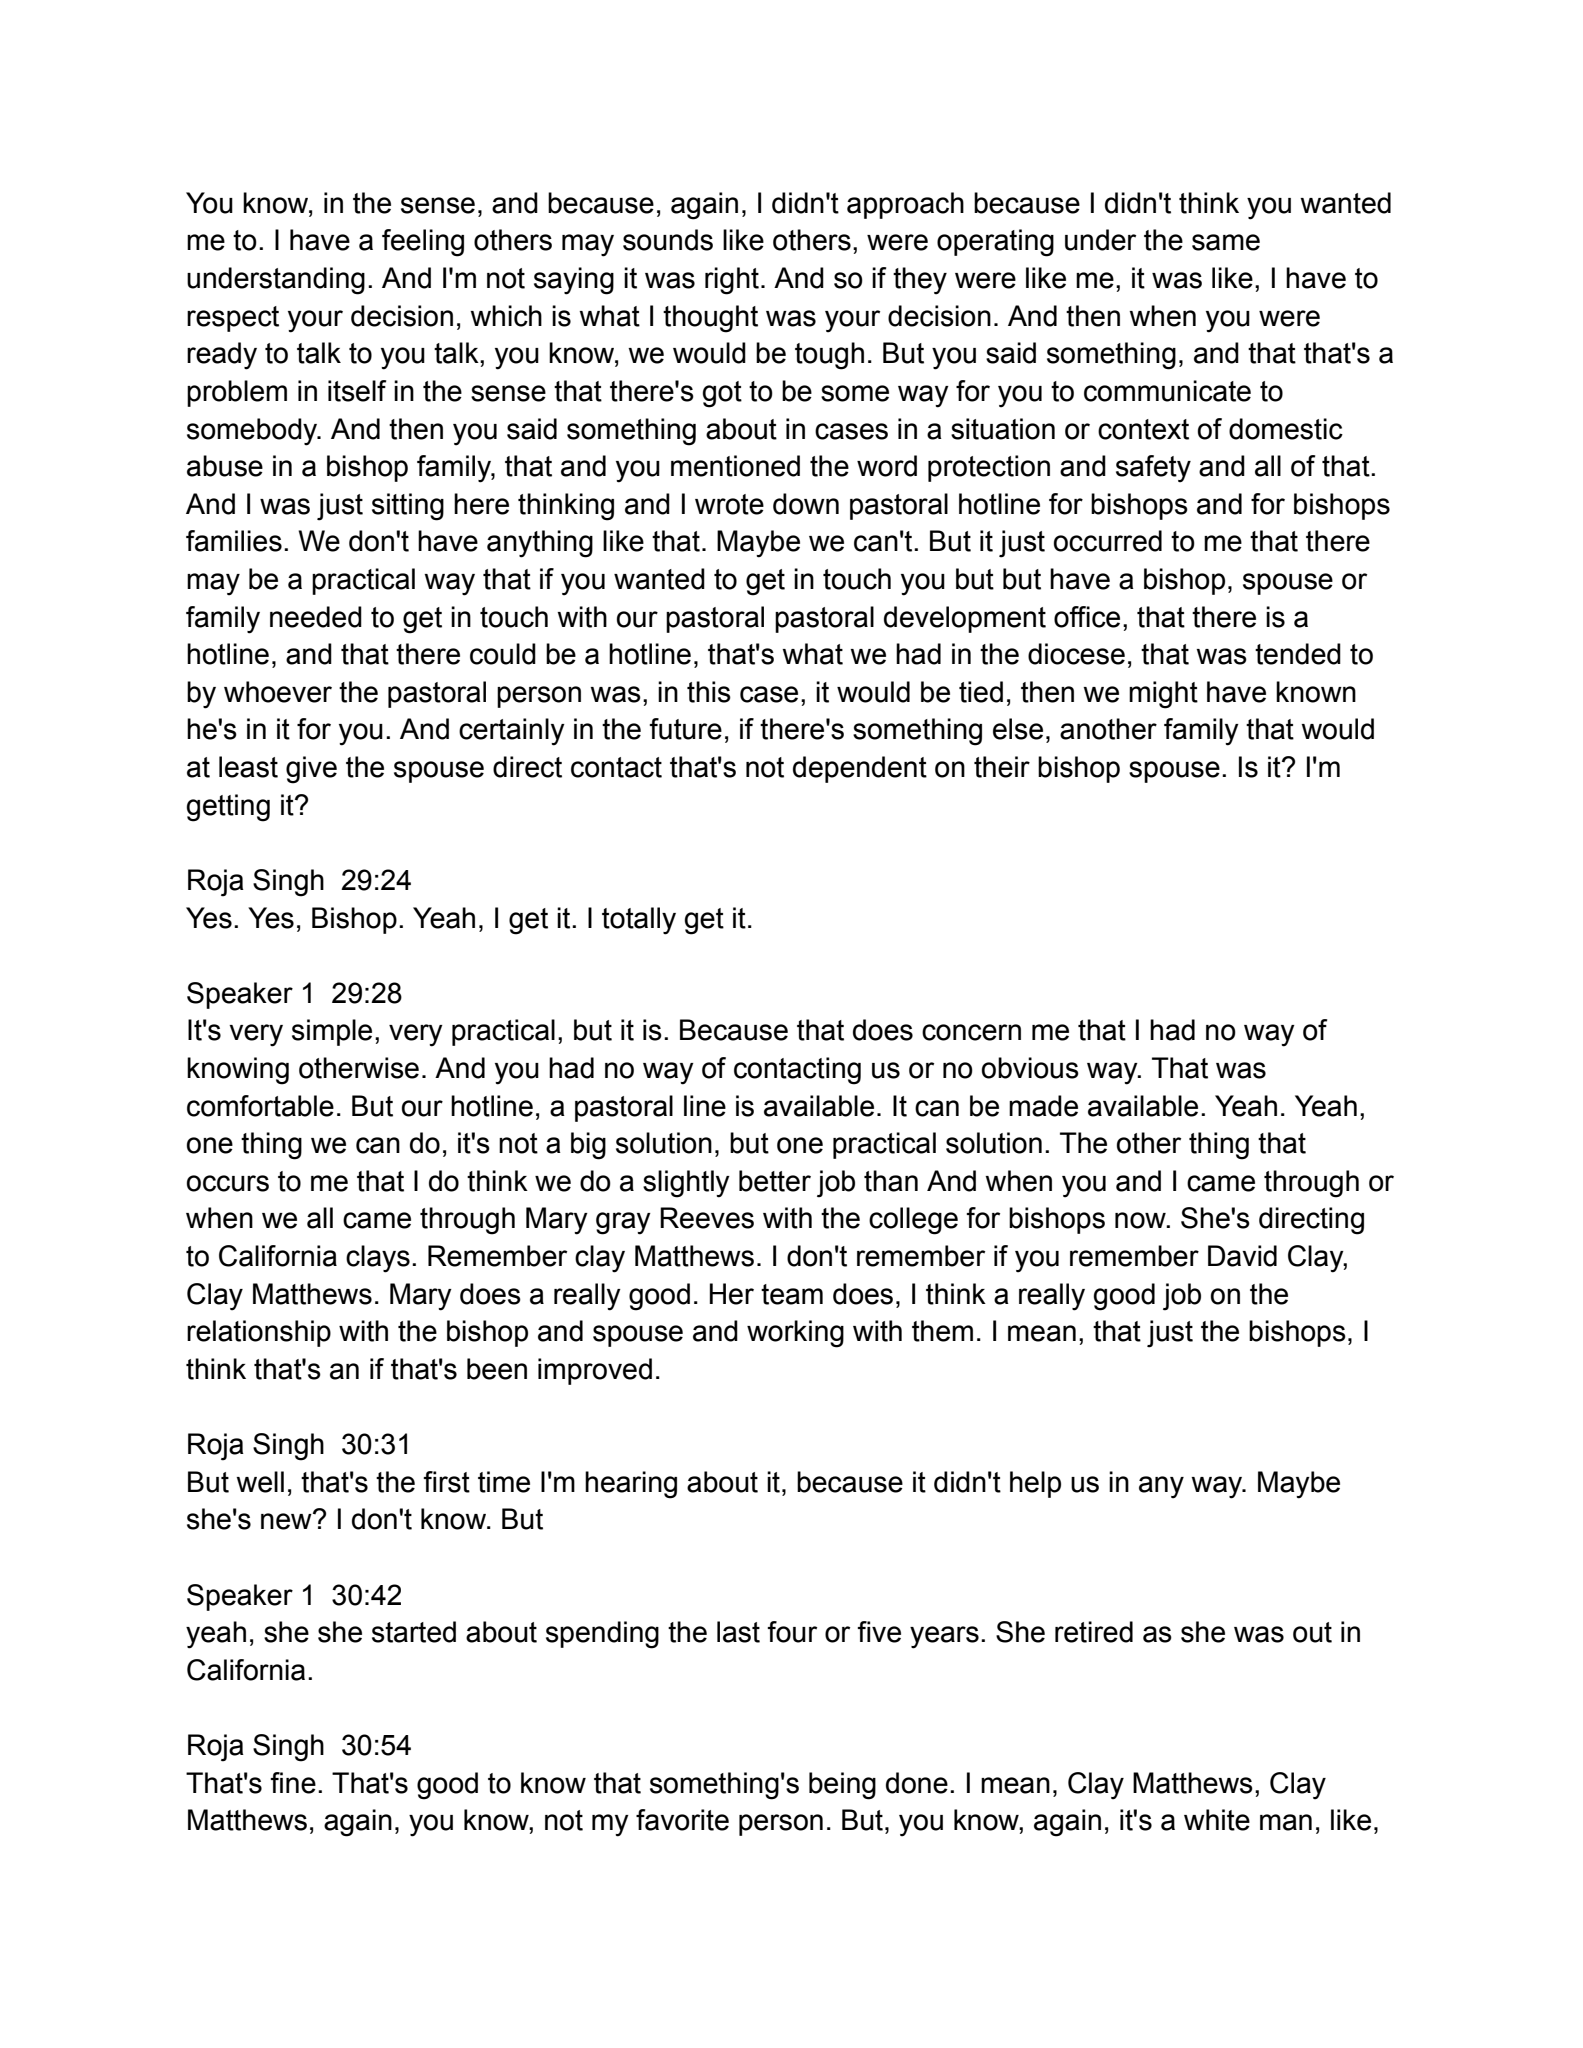 You know, in the sense, and because, again, I didn't approach because I didn't think you wanted
me to. I have a feeling others may sounds like others, were operating under the same
understanding. And I'm not saying it was right. And so if they were like me, it was like, I have to
respect your decision, which is what I thought was your decision. And then when you were
ready to talk to you talk, you know, we would be tough. But you said something, and that that's a
problem in itself in the sense that there's got to be some way for you to communicate to
somebody. And then you said something about in cases in a situation or context of domestic
abuse in a bishop family, that and you mentioned the word protection and safety and all of that.
And I was just sitting here thinking and I wrote down pastoral hotline for bishops and for bishops
families. We don't have anything like that. Maybe we can't. But it just occurred to me that there
may be a practical way that if you wanted to get in touch you but but have a bishop, spouse or
family needed to get in touch with our pastoral pastoral development office, that there is a
hotline, and that there could be a hotline, that's what we had in the diocese, that was tended to
by whoever the pastoral person was, in this case, it would be tied, then we might have known
he's in it for you. And certainly in the future, if there's something else, another family that would
at least give the spouse direct contact that's not dependent on their bishop spouse. Is it? I'm
getting it?

Roja Singh  29:24
Yes. Yes, Bishop. Yeah, I get it. I totally get it.

Speaker 1  29:28
It's very simple, very practical, but it is. Because that does concern me that I had no way of
knowing otherwise. And you had no way of contacting us or no obvious way. That was
comfortable. But our hotline, a pastoral line is available. It can be made available. Yeah. Yeah,
one thing we can do, it's not a big solution, but one practical solution. The other thing that
occurs to me that I do think we do a slightly better job than And when you and I came through or
when we all came through Mary gray Reeves with the college for bishops now. She's directing
to California clays. Remember clay Matthews. I don't remember if you remember David Clay,
Clay Matthews. Mary does a really good. Her team does, I think a really good job on the
relationship with the bishop and spouse and working with them. I mean, that just the bishops, I
think that's an if that's been improved.

Roja Singh  30:31
But well, that's the first time I'm hearing about it, because it didn't help us in any way. Maybe
she's new? I don't know. But

Speaker 1  30:42
yeah, she she started about spending the last four or five years. She retired as she was out in
California.

Roja Singh  30:54
That's fine. That's good to know that something's being done. I mean, Clay Matthews, Clay
Matthews, again, you know, not my favorite person. But, you know, again, it's a white man, like,